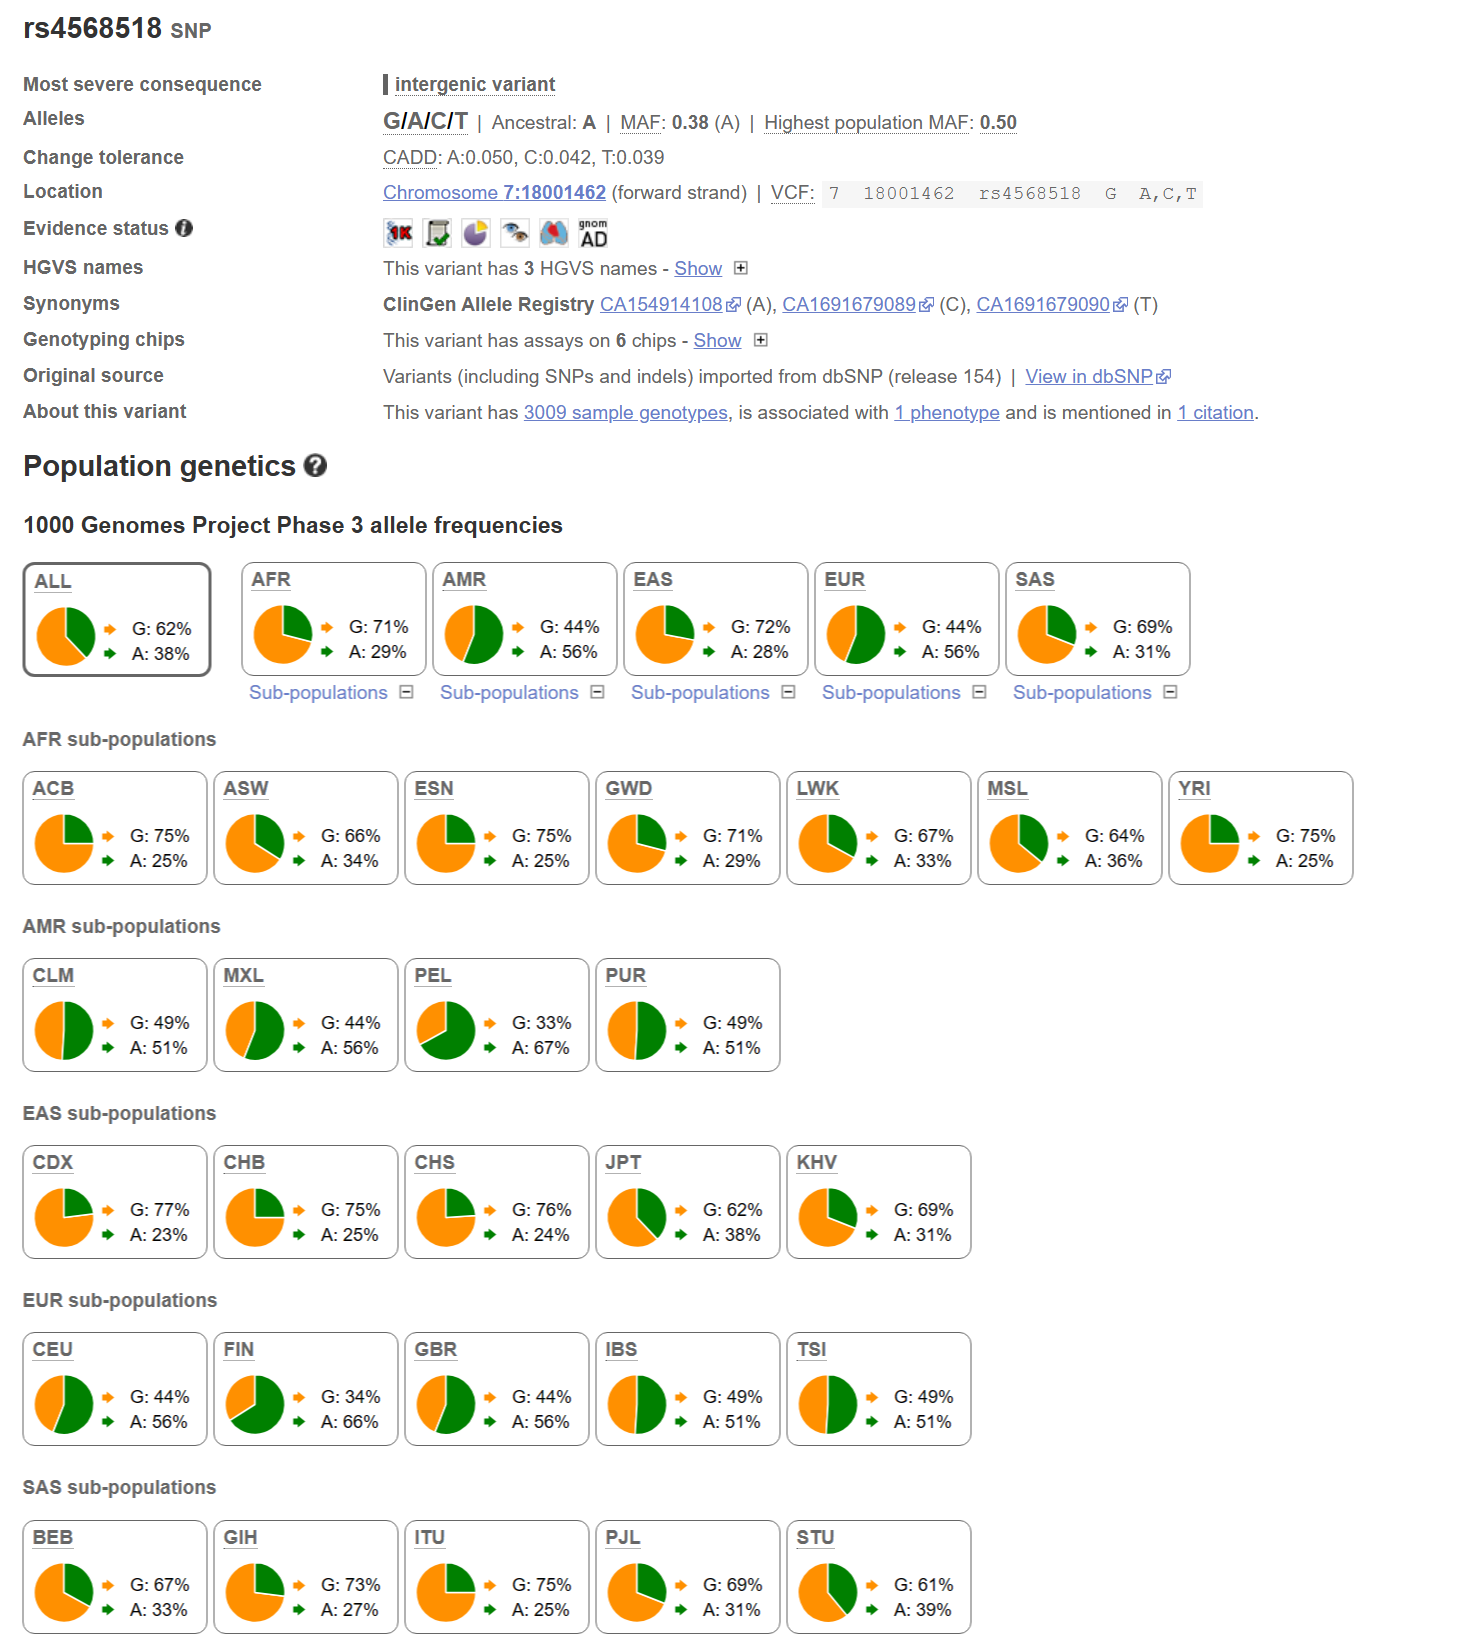 rs4568518 SNP
Most severe consequence intergenic variant
Alleles G/A/C/T | Ancestral: A | MAF: 0.38 (A) | Highest population MAF: 0.50
Change tolerance CADD: A:0.050, C:0.042, T:0.039
Location Chromosome 7:18001462 (forward strand) | VCF: 7 18001462 rs4568518 G A,C,T
Evidence status i 1K gnom AD
HGVS names This variant has 3 HGVS names - Show
Synonyms ClinGen Allele Registry CA154914108 (A), CA1691679089 (C), CA1691679090 (T)
Genotyping chips This variant has assays on 6 chips - Show
Original source Variants (including SNPs and indels) imported from dbSNP (release 154) | View in dbSNP
About this variant This variant has 3009 sample genotypes, is associated with 1 phenotype and is mentioned in 1 citation.
Population genetics ?
1000 Genomes Project Phase 3 allele frequencies
ALL AFR AMR EAS EUR SAS
G: 62% G: 71% G: 44% G: 72% G: 44% G: 69%
A: 38% A: 29% A: 56% A: 28% A: 56% A: 31%
Sub-populations Sub-populations Sub-populations Sub-populations Sub-populations
AFR sub-populations
ACB ASW ESN GWD LWK MSL YRI
G: 75% G: 66% G: 75% G: 71% G: 67% G: 64% G: 75%
A: 25% A: 34% A: 25% A: 29% A: 33% A: 36% A: 25%
AMR sub-populations
CLM MXL PEL PUR
G: 49% G: 44% G: 33% G: 49%
A: 51% A: 56% A: 67% A: 51%
EAS sub-populations
CDX CHB CHS JPT KHV
G: 77% G: 75% G: 76% G: 62% G: 69%
A: 23% A: 25% A: 24% A: 38% A: 31%
EUR sub-populations
CEU FIN GBR IBS TSI
G: 44% G: 34% G: 44% G: 49% G: 49%
A: 56% A: 66% A: 56% A: 51% A: 51%
SAS sub-populations
BEB GIH ITU PJL STU
G: 67% G: 73% G: 75% G: 69% G: 61%
A: 33% A: 27% A: 25% A: 31% A: 39%